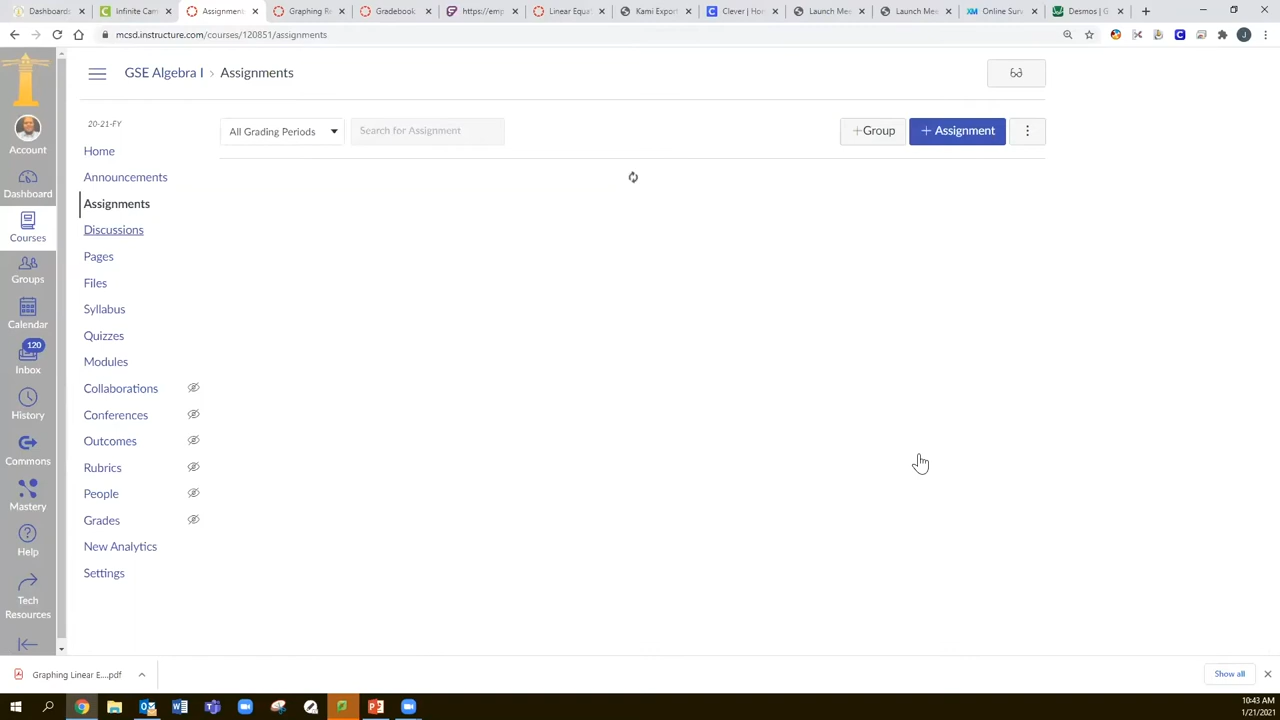 Dashboards
Infinite Cam
Assignment
Graphing Re
Gradebook
https://emp
Linear Equa
Kami Export
Clever | Hom
Launch Mee
Launch Mee
Online Surv
Desmos | G
mcsd.instructure.com/courses/120851/assignments
J
GSE Algebra I › Assignments
20-21-FY
All Grading Periods
Search for Assignment
+Group
+ Assignment
Account
Dashboard
Courses
Groups
Calendar
120
Inbox
History
Commons
Mastery
Help
Tech
Resources
Home
Announcements
Assignments
Discussions
Pages
Files
Syllabus
Quizzes
Modules
Collaborations
Conferences
Outcomes
Rubrics
People
Grades
New Analytics
Settings
Graphing Linear E....pdf
Show all
10:43 AM
1/21/2021